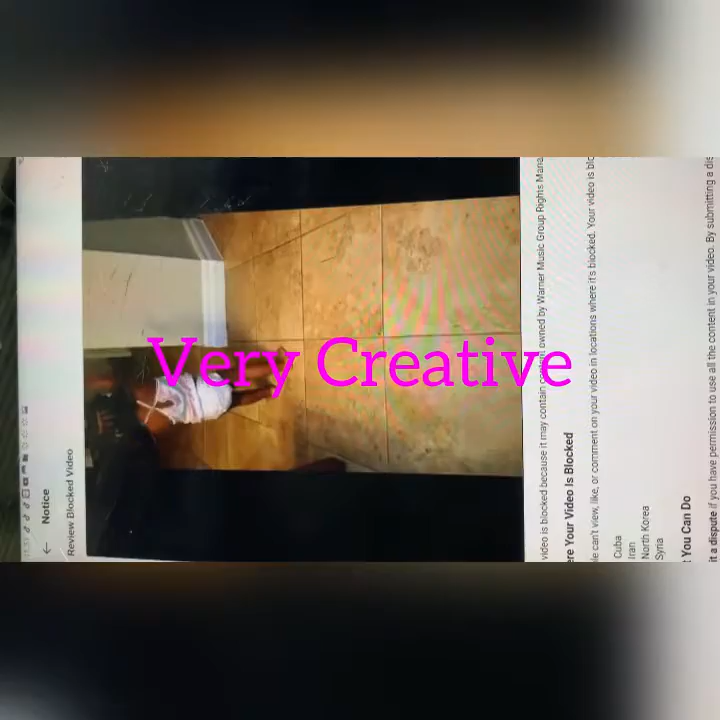 Very Creative
Notice
Review Blocked Video
video is blocked because it may contain content owned by Warner Music Group Rights Mana
ere Your Video Is Blocked
le can't view, like, or comment on your video in locations where it's blocked. Your video is blo
Cuba
Iran
North Korea
Syria
t You Can Do
it a dispute if you have permission to use all the content in your video. By submitting a dis